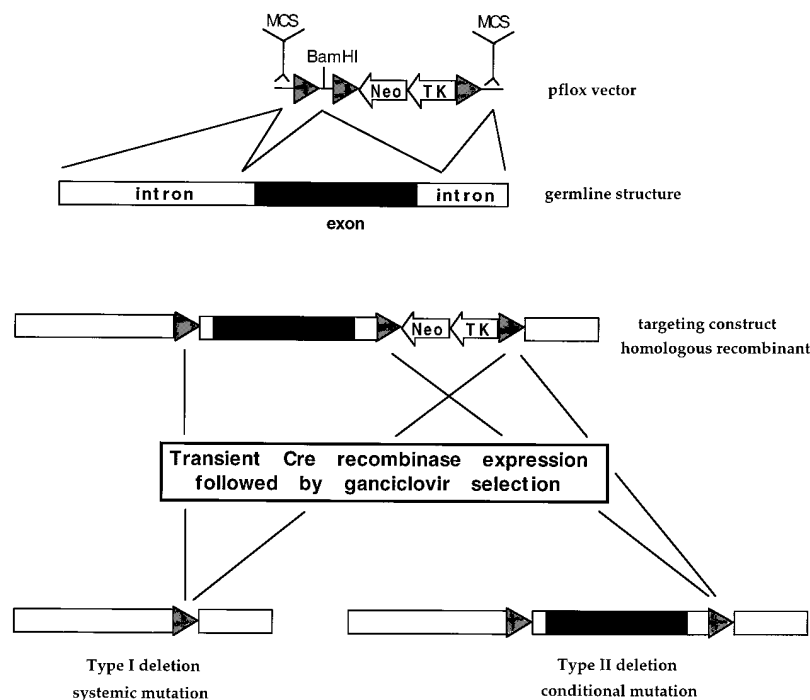 MCS
MCS
BamHI
Neo
TK
pflox vector
intron
intron
germline structure
exon
Neo
TK
targeting construct
homologous recombinant
Transient Cre recombinase expression
followed by ganciclovir selection
Type I deletion
systemic mutation
Type II deletion
conditional mutation